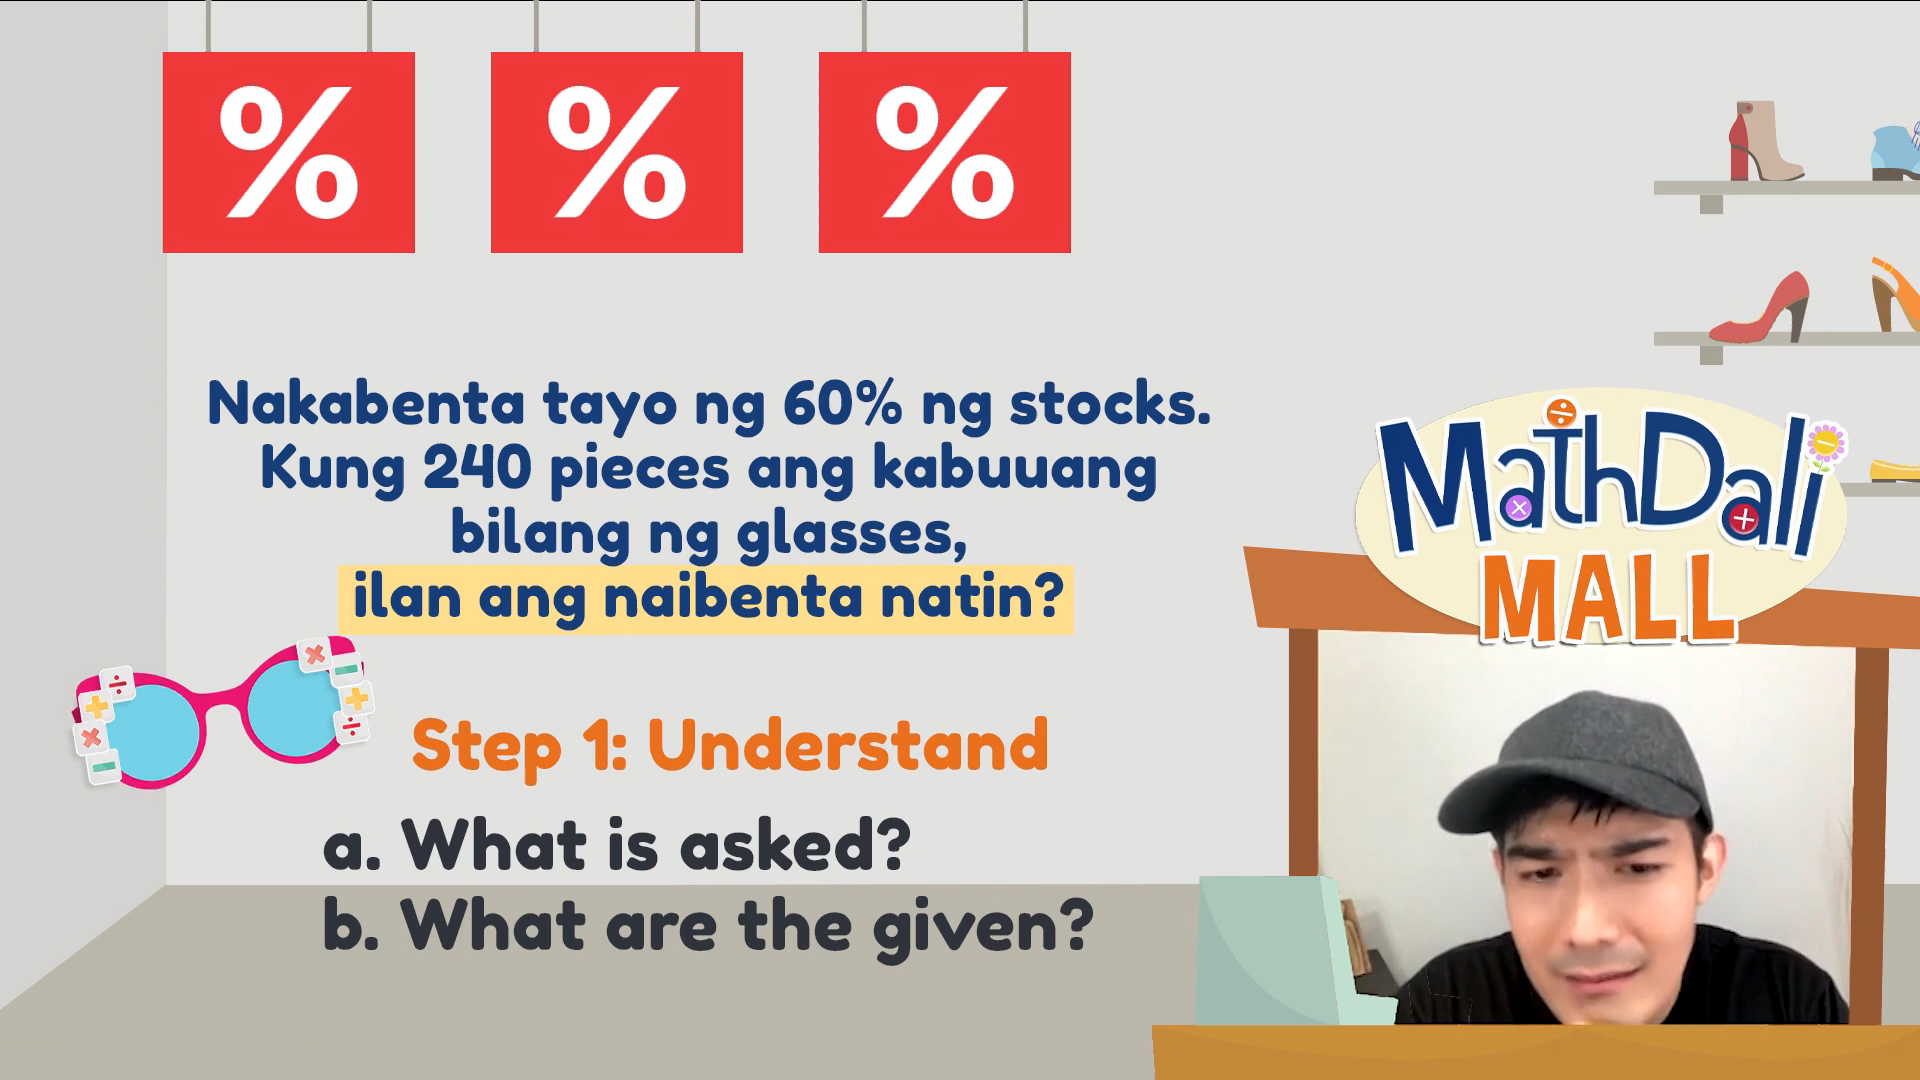 % % %
Nakabenta tayo ng 60% ng stocks.
Kung 240 pieces ang kabuuang
bilang ng glasses,
ilan ang naibenta natin?
MathDali
MALL
Step 1: Understand
a. What is asked?
b. What are the given?